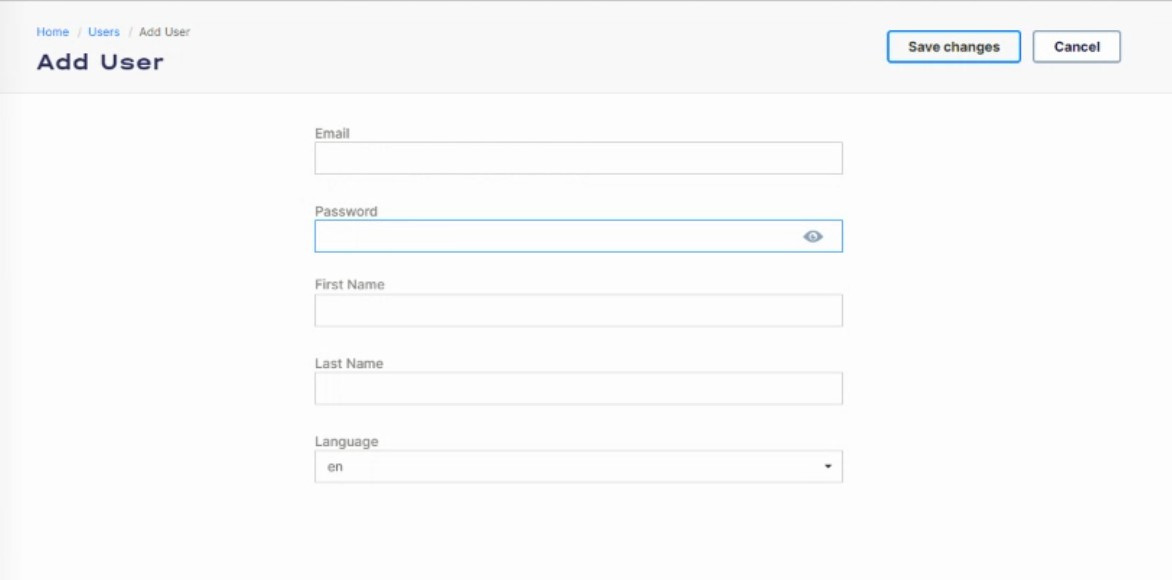 Home / Users / Add User
Add User
Save changes
Cancel
Email
Password
First Name
Last Name
Language
en